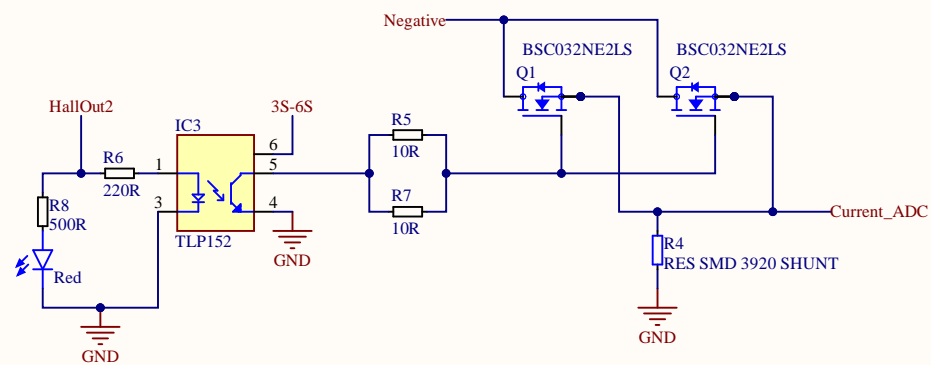 Negative
BSC032NE2LS
BSC032NE2LS
Q1
Q2
HallOut2
3S-6S
IC3
R5
10R
R6
220R
1
6
5
3
4
R8
500R
R7
10R
TLP152
GND
Red
GND
Current_ADC
R4
RES SMD 3920 SHUNT
GND